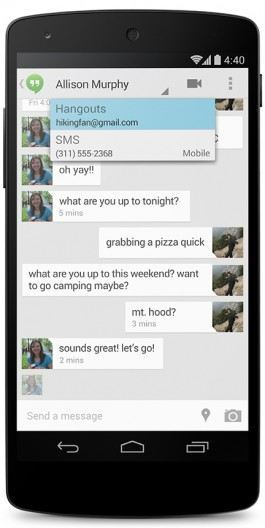 4:40
Allison Murphy
Fri 4:0
Hangouts
hikingfan@gmail.com
SMS
(311) 555-2368 Mobile
C
oh yay!!
what are you up to tonight?
5 mins
grabbing a pizza quick
what are you up to this weekend? want
to go camping maybe?
mt. hood?
3 mins
sounds great! let's go!
2 mins
Send a message